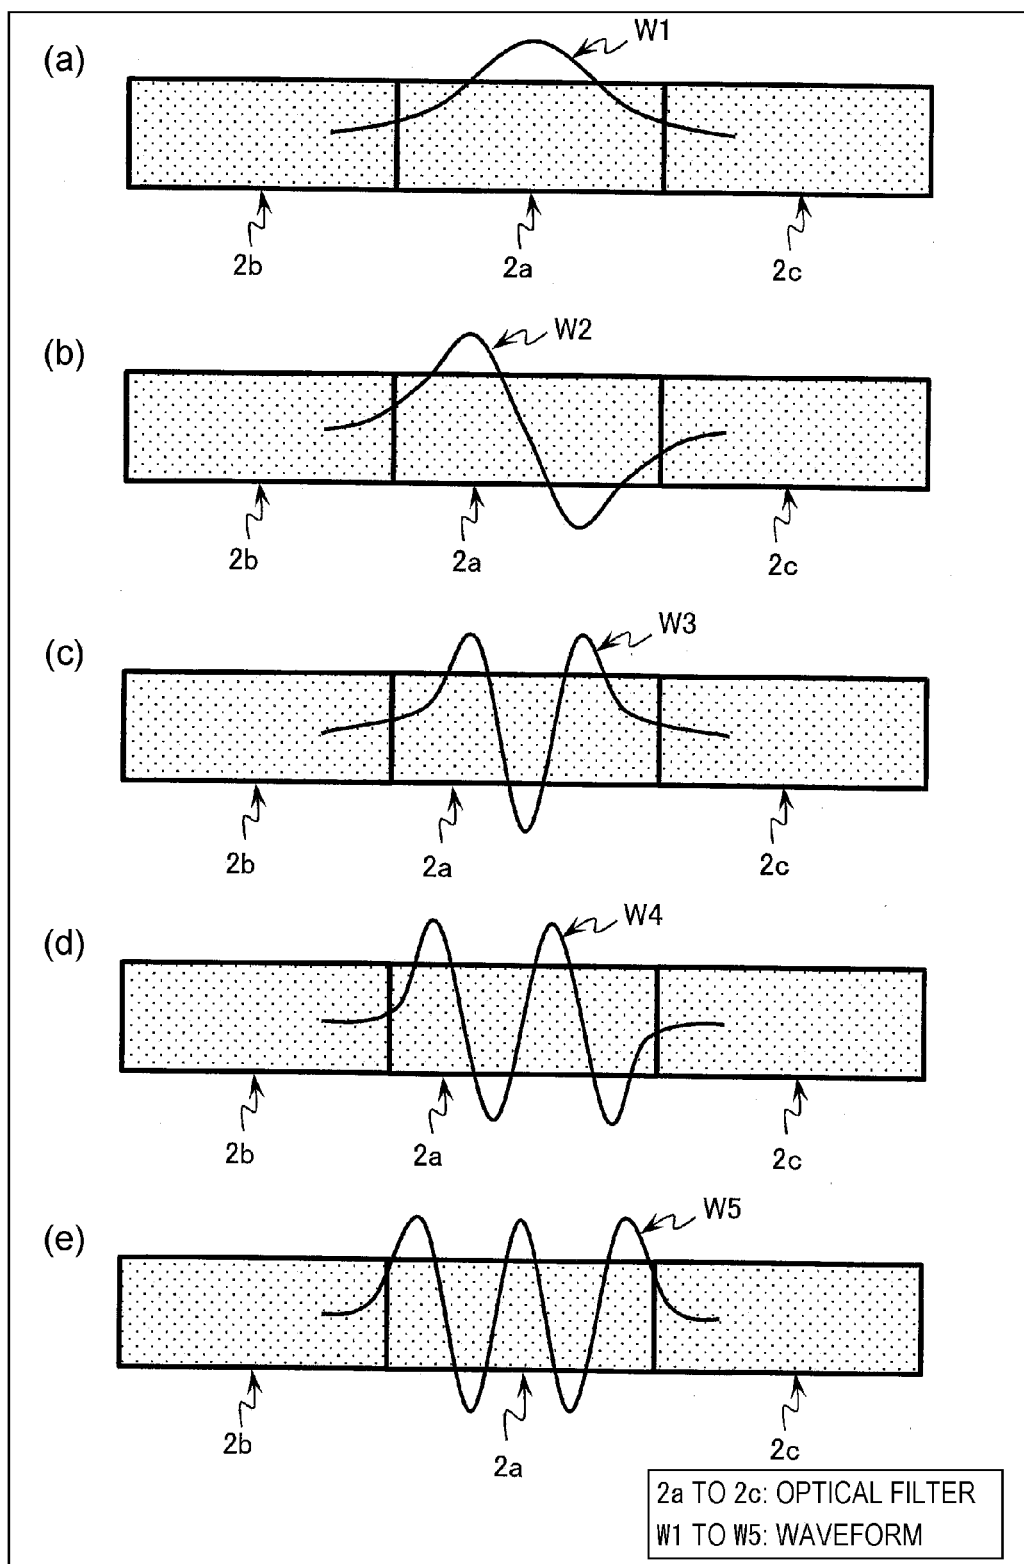 (a)
W1
2b
2a
2c
(b)
W2
2b
2a
2c
(c)
W3
2b
2a
2c
(d)
W4
2b
2a
2c
(e)
W5
2b
2a
2c
2a TO 2c: OPTICAL FILTER
W1 TO W5: WAVEFORM